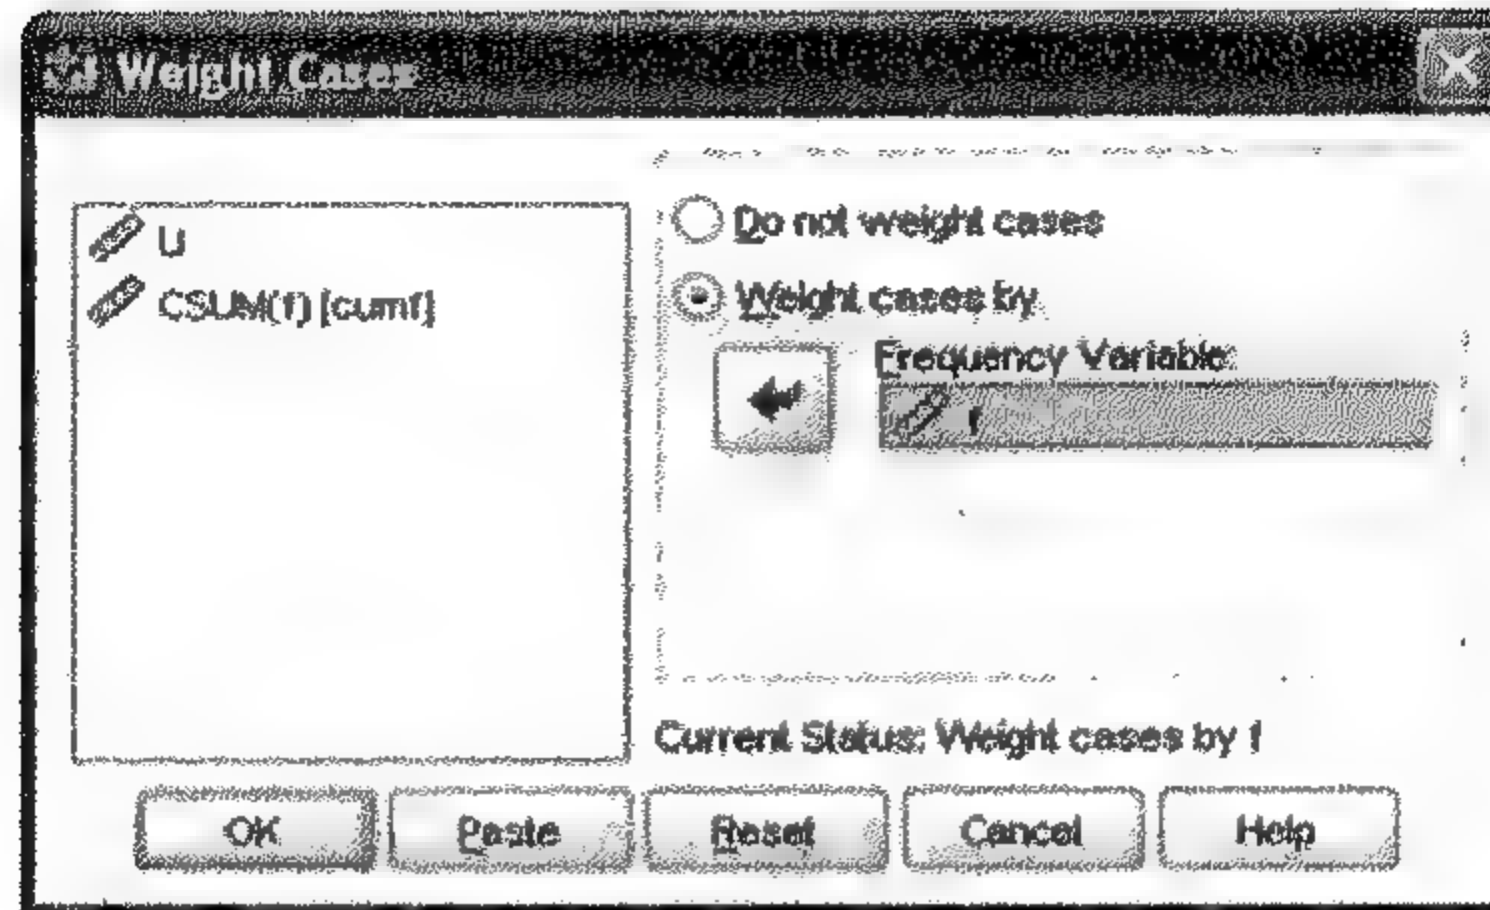 Weight Cases
U
CSUM(f) [cumf]
Do not weight cases
Weight cases by
Frequency Variable:
f
Current Status: Weight cases by f
OK
Paste
Reset
Cancel
Help